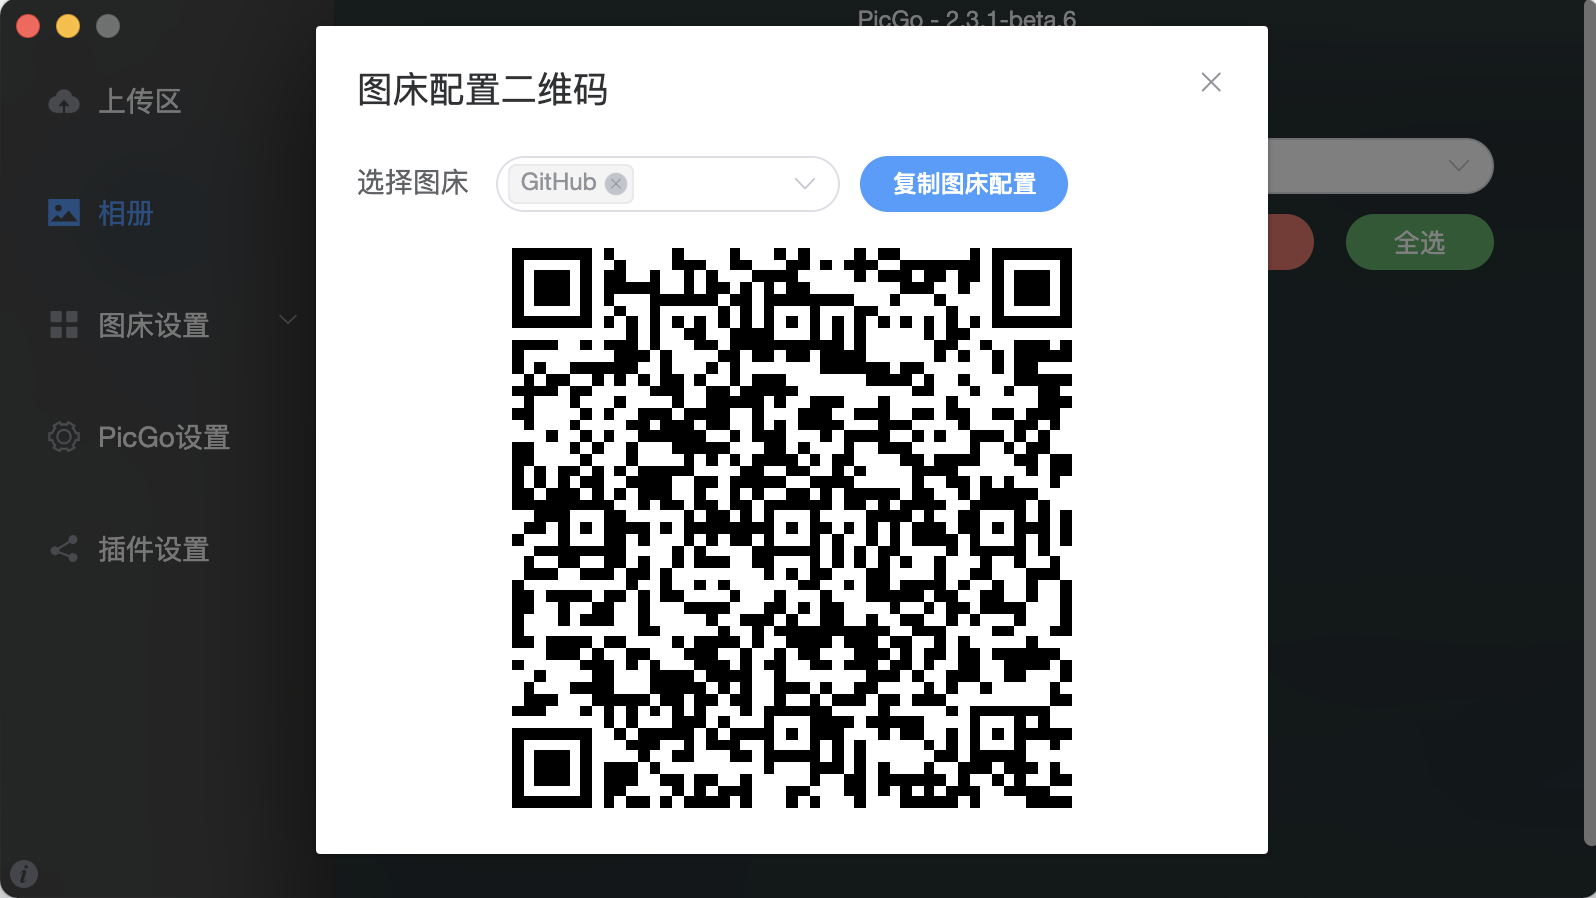 PicGo - 2.3.1-beta.6
上传区
相册
图床设置
PicGo设置
插件设置
图床配置二维码
选择图床
GitHub
复制图床配置
全选
i